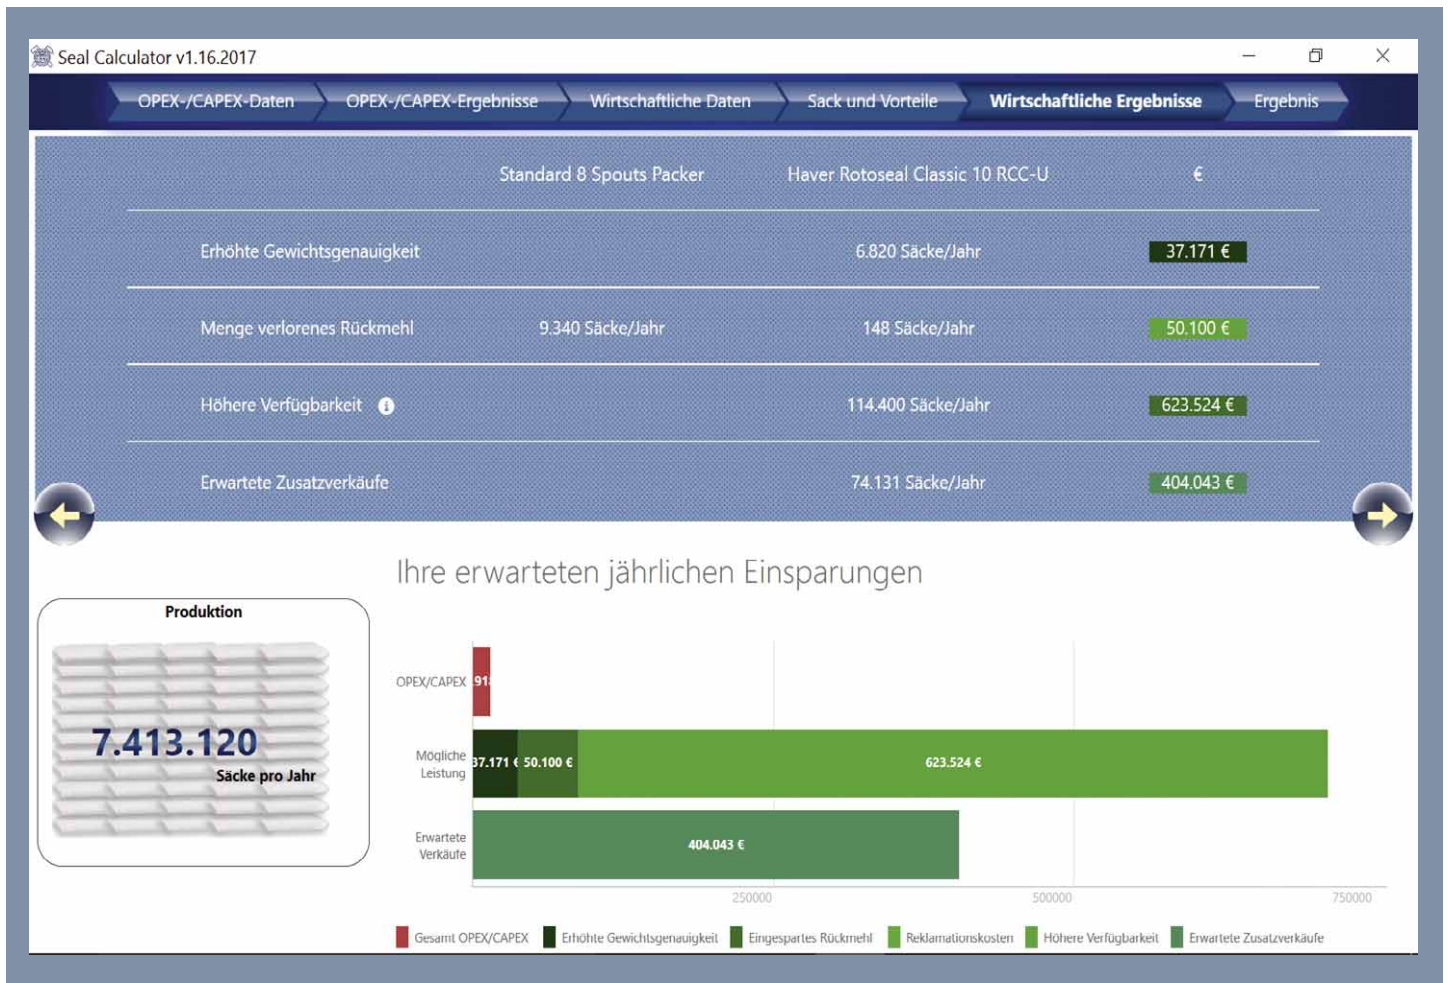 Seal Calculator v1.16.2017
OPEX-/CAPEX-Daten OPEX-/CAPEX-Ergebnisse Wirtschaftliche Daten Sack und Vorteile Wirtschaftliche Ergebnisse Ergebnis
Standard 8 Spouts Packer Haver Rotoseal Classic 10 RCC-U €
Erhöhte Gewichtsgenauigkeit 6.820 Säcke/Jahr 37.171 €
Menge verlorenes Rückmehl 9.340 Säcke/Jahr 148 Säcke/Jahr 50.100 €
Höhere Verfügbarkeit i 114.400 Säcke/Jahr 623.524 €
Erwartete Zusatzverkäufe 74.131 Säcke/Jahr 404.043 €
Ihre erwarteten jährlichen Einsparungen
Produktion
7.413.120
Säcke pro Jahr
OPEX/CAPEX
Mögliche
Leistung
37.171 € 50.100 € 623.524 €
Erwartete
Verkäufe
404.043 €
250000 500000 750000
Gesamt OPEX/CAPEX Erhöhte Gewichtsgenauigkeit Eingespartes Rückmehl Reklamationskosten Höhere Verfügbarkeit Erwartete Zusatzverkäufe